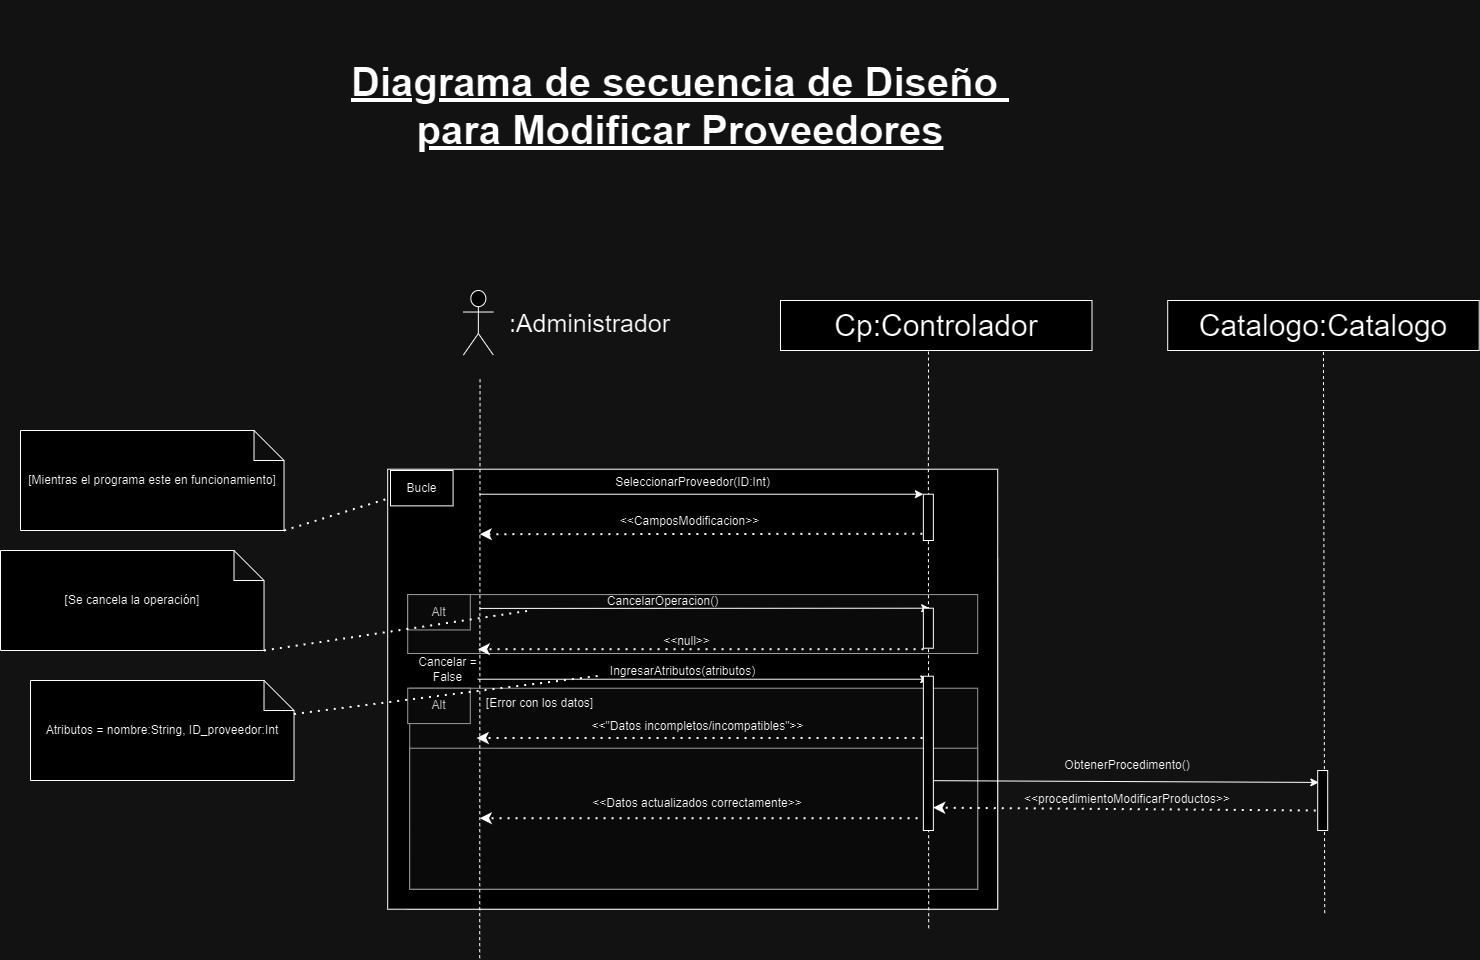 Diagrama de secuencia de Diseño
para Modificar Proveedores
:Administrador
Cp:Controlador
Catalogo:Catalogo
[Mientras el programa este en funcionamiento]
Bucle
SeleccionarProveedor(ID:Int)
<<CamposModificacion>>
[Se cancela la operación]
Alt
CancelarOperacion()
<<null>>
Cancelar =
False
IngresarAtributos(atributos)
Atributos = nombre:String, ID_proveedor:Int
Alt
[Error con los datos]
<<"Datos incompletos/incompatibles">>
ObtenerProcedimento()
<<procedimientoModificarProductos>>
<<Datos actualizados correctamente>>